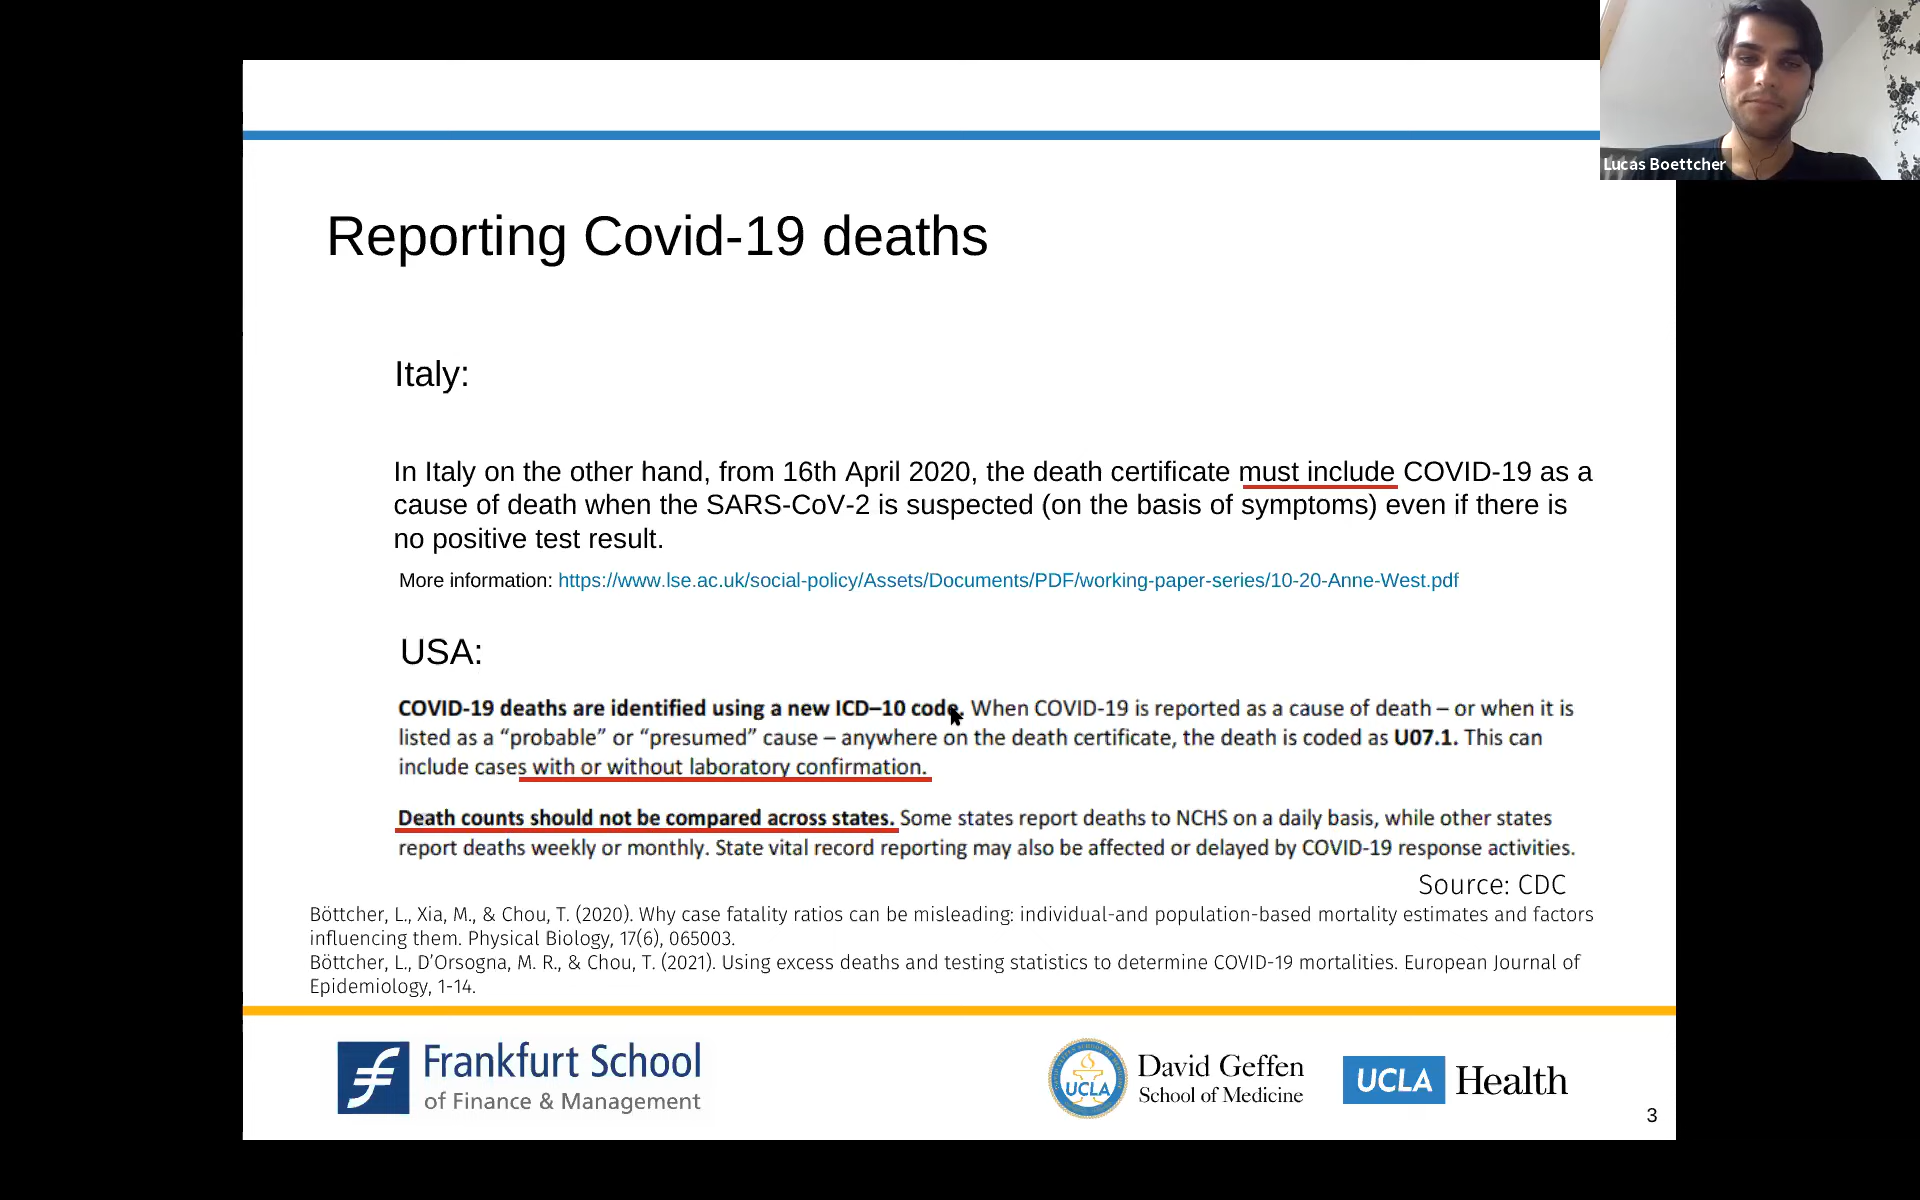 Lucas Boettcher
Reporting Covid-19 deaths
Italy:
In Italy on the other hand, from 16th April 2020, the death certificate must include COVID-19 as a
cause of death when the SARS-CoV-2 is suspected (on the basis of symptoms) even if there is
no positive test result.
More information: https://www.lse.ac.uk/social-policy/Assets/Documents/PDF/working-paper-series/10-20-Anne-West.pdf
USA:
COVID-19 deaths are identified using a new ICD–10 code. When COVID-19 is reported as a cause of death – or when it is
listed as a “probable” or “presumed” cause – anywhere on the death certificate, the death is coded as U07.1. This can
include cases with or without laboratory confirmation.
Death counts should not be compared across states. Some states report deaths to NCHS on a daily basis, while other states
report deaths weekly or monthly. State vital record reporting may also be affected or delayed by COVID-19 response activities.
Source: CDC
Böttcher, L., Xia, M., & Chou, T. (2020). Why case fatality ratios can be misleading: individual-and population-based mortality estimates and factors
influencing them. Physical Biology, 17(6), 065003.
Böttcher, L., D’Orsogna, M. R., & Chou, T. (2021). Using excess deaths and testing statistics to determine COVID-19 mortalities. European Journal of
Epidemiology, 1-14.
Frankfurt School
of Finance & Management
UCLA
David Geffen
School of Medicine
UCLA Health
3